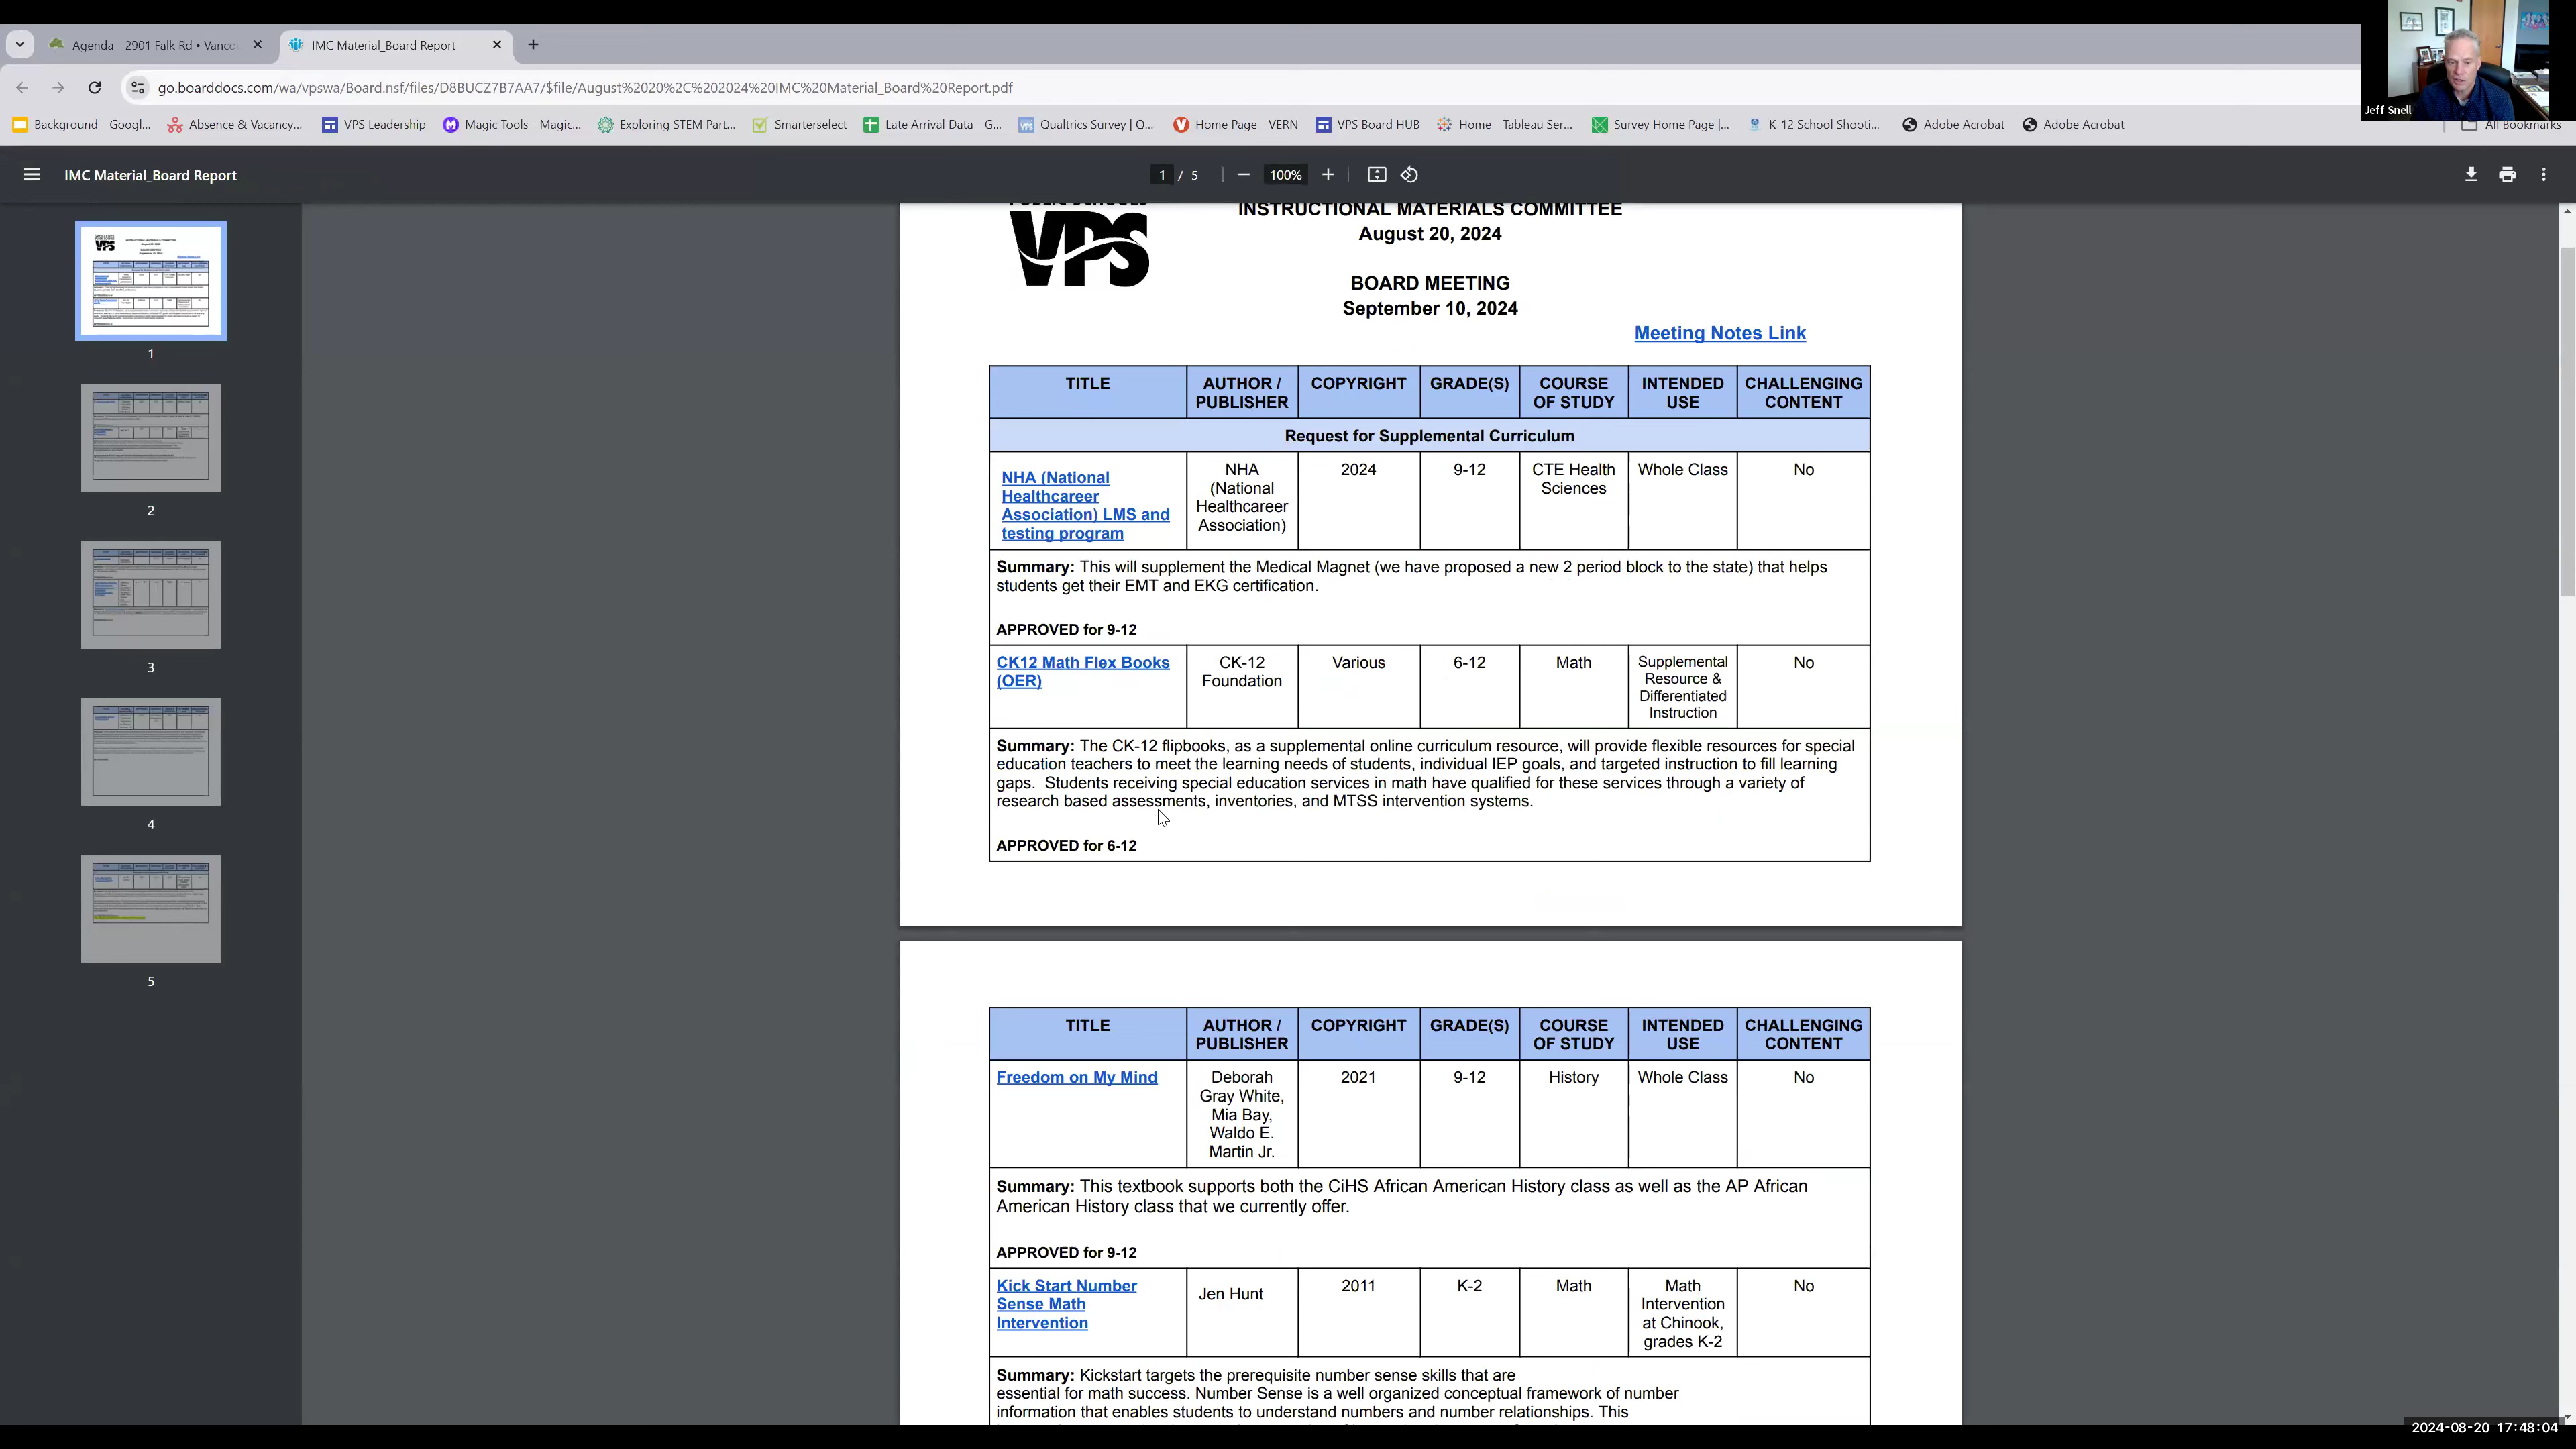 Agenda - 2901 Falk Rd • Vanco
IMC Material_Board Report
go.boarddocs.com/wa/vpswa/Board.nsf/files/D8BUCZ7B7AA7/$file/August%2020%2C%202024%20IMC%20Material_Board%20Report.pdf
Jeff Snell
Background - Googl... Absence & Vacancy... VPS Leadership Magic Tools - Magic... Exploring STEM Part... Smarterselect Late Arrival Data - G... Qualtrics Survey | Q... Home Page - VERN VPS Board HUB Home - Tableau Ser... Survey Home Page |... K-12 School Shooti... Adobe Acrobat Adobe Acrobat All Bookmarks
IMC Material_Board Report
1 / 5
100%
1
2
3
4
5
PUBLIC SCHOOLS
VPS
INSTRUCTIONAL MATERIALS COMMITTEE
August 20, 2024
BOARD MEETING
September 10, 2024
Meeting Notes Link
TITLE
AUTHOR /
PUBLISHER
COPYRIGHT
GRADE(S)
COURSE
OF STUDY
INTENDED
USE
CHALLENGING
CONTENT
Request for Supplemental Curriculum
NHA (National
Healthcareer
Association) LMS and
testing program
NHA
(National
Healthcareer
Association)
2024
9-12
CTE Health
Sciences
Whole Class
No
Summary: This will supplement the Medical Magnet (we have proposed a new 2 period block to the state) that helps
students get their EMT and EKG certification.
APPROVED for 9-12
CK12 Math Flex Books
(OER)
CK-12
Foundation
Various
6-12
Math
Supplemental
Resource &
Differentiated
Instruction
No
Summary: The CK-12 flipbooks, as a supplemental online curriculum resource, will provide flexible resources for special
education teachers to meet the learning needs of students, individual IEP goals, and targeted instruction to fill learning
gaps.  Students receiving special education services in math have qualified for these services through a variety of
research based assessments, inventories, and MTSS intervention systems.
APPROVED for 6-12
TITLE
AUTHOR /
PUBLISHER
COPYRIGHT
GRADE(S)
COURSE
OF STUDY
INTENDED
USE
CHALLENGING
CONTENT
Freedom on My Mind
Deborah
Gray White,
Mia Bay,
Waldo E.
Martin Jr.
2021
9-12
History
Whole Class
No
Summary: This textbook supports both the CiHS African American History class as well as the AP African
American History class that we currently offer.
APPROVED for 9-12
Kick Start Number
Sense Math
Intervention
Jen Hunt
2011
K-2
Math
Math
Intervention
at Chinook,
grades K-2
No
Summary: Kickstart targets the prerequisite number sense skills that are
essential for math success. Number Sense is a well organized conceptual framework of number
information that enables students to understand numbers and number relationships. This
2024-08-20 17:48:04